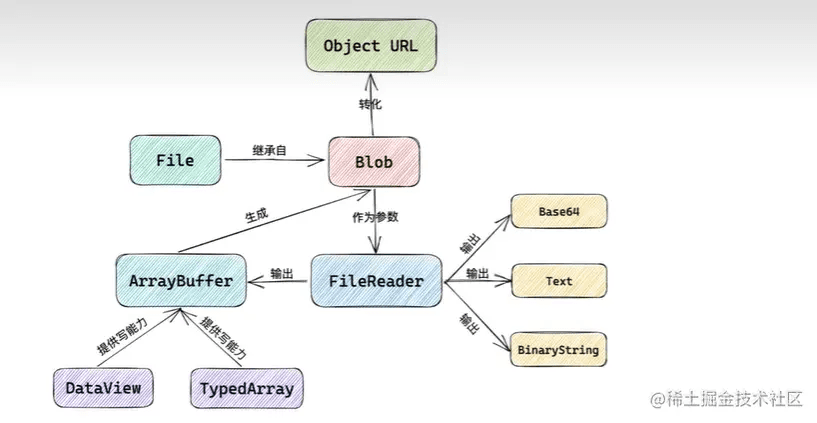 Object URL
转化
File
继承自
Blob
生成
作为参数
Base64
输出
ArrayBuffer
输出
FileReader
输出
Text
输出
BinaryString
提供写能力
提供写能力
DataView
TypedArray
@稀土掘金技术社区